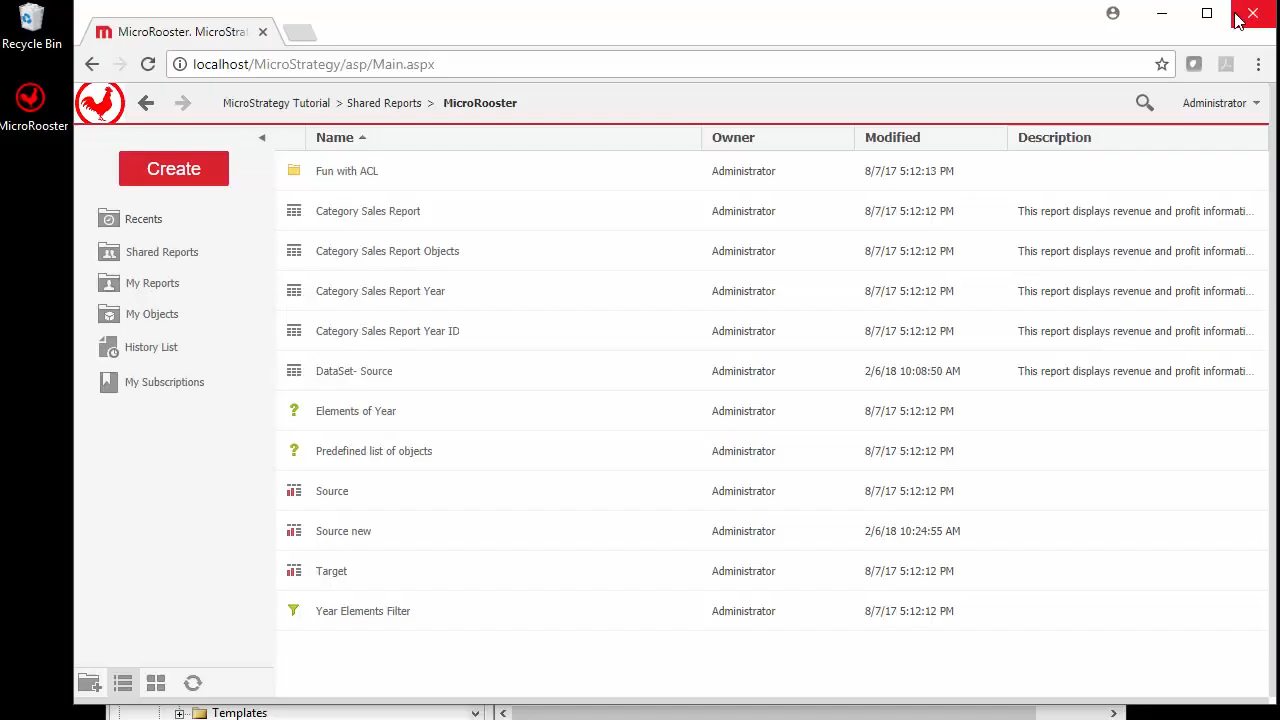 Recycle Bin
MicroRooster
MicroRooster. MicroStrat
localhost/MicroStrategy/asp/Main.aspx
MicroStrategy Tutorial > Shared Reports > MicroRooster
Administrator
Create
Recents
Shared Reports
My Reports
My Objects
History List
My Subscriptions
Name Owner Modified Description
Fun with ACL Administrator 8/7/17 5:12:13 PM
Category Sales Report Administrator 8/7/17 5:12:12 PM This report displays revenue and profit informati...
Category Sales Report Objects Administrator 8/7/17 5:12:12 PM This report displays revenue and profit informati...
Category Sales Report Year Administrator 8/7/17 5:12:12 PM This report displays revenue and profit informati...
Category Sales Report Year ID Administrator 8/7/17 5:12:12 PM This report displays revenue and profit informati...
DataSet- Source Administrator 2/6/18 10:08:50 AM This report displays revenue and profit informati...
Elements of Year Administrator 8/7/17 5:12:12 PM
Predefined list of objects Administrator 8/7/17 5:12:12 PM
Source Administrator 8/7/17 5:12:12 PM
Source new Administrator 2/6/18 10:24:55 AM
Target Administrator 8/7/17 5:12:12 PM
Year Elements Filter Administrator 8/7/17 5:12:12 PM
Templates